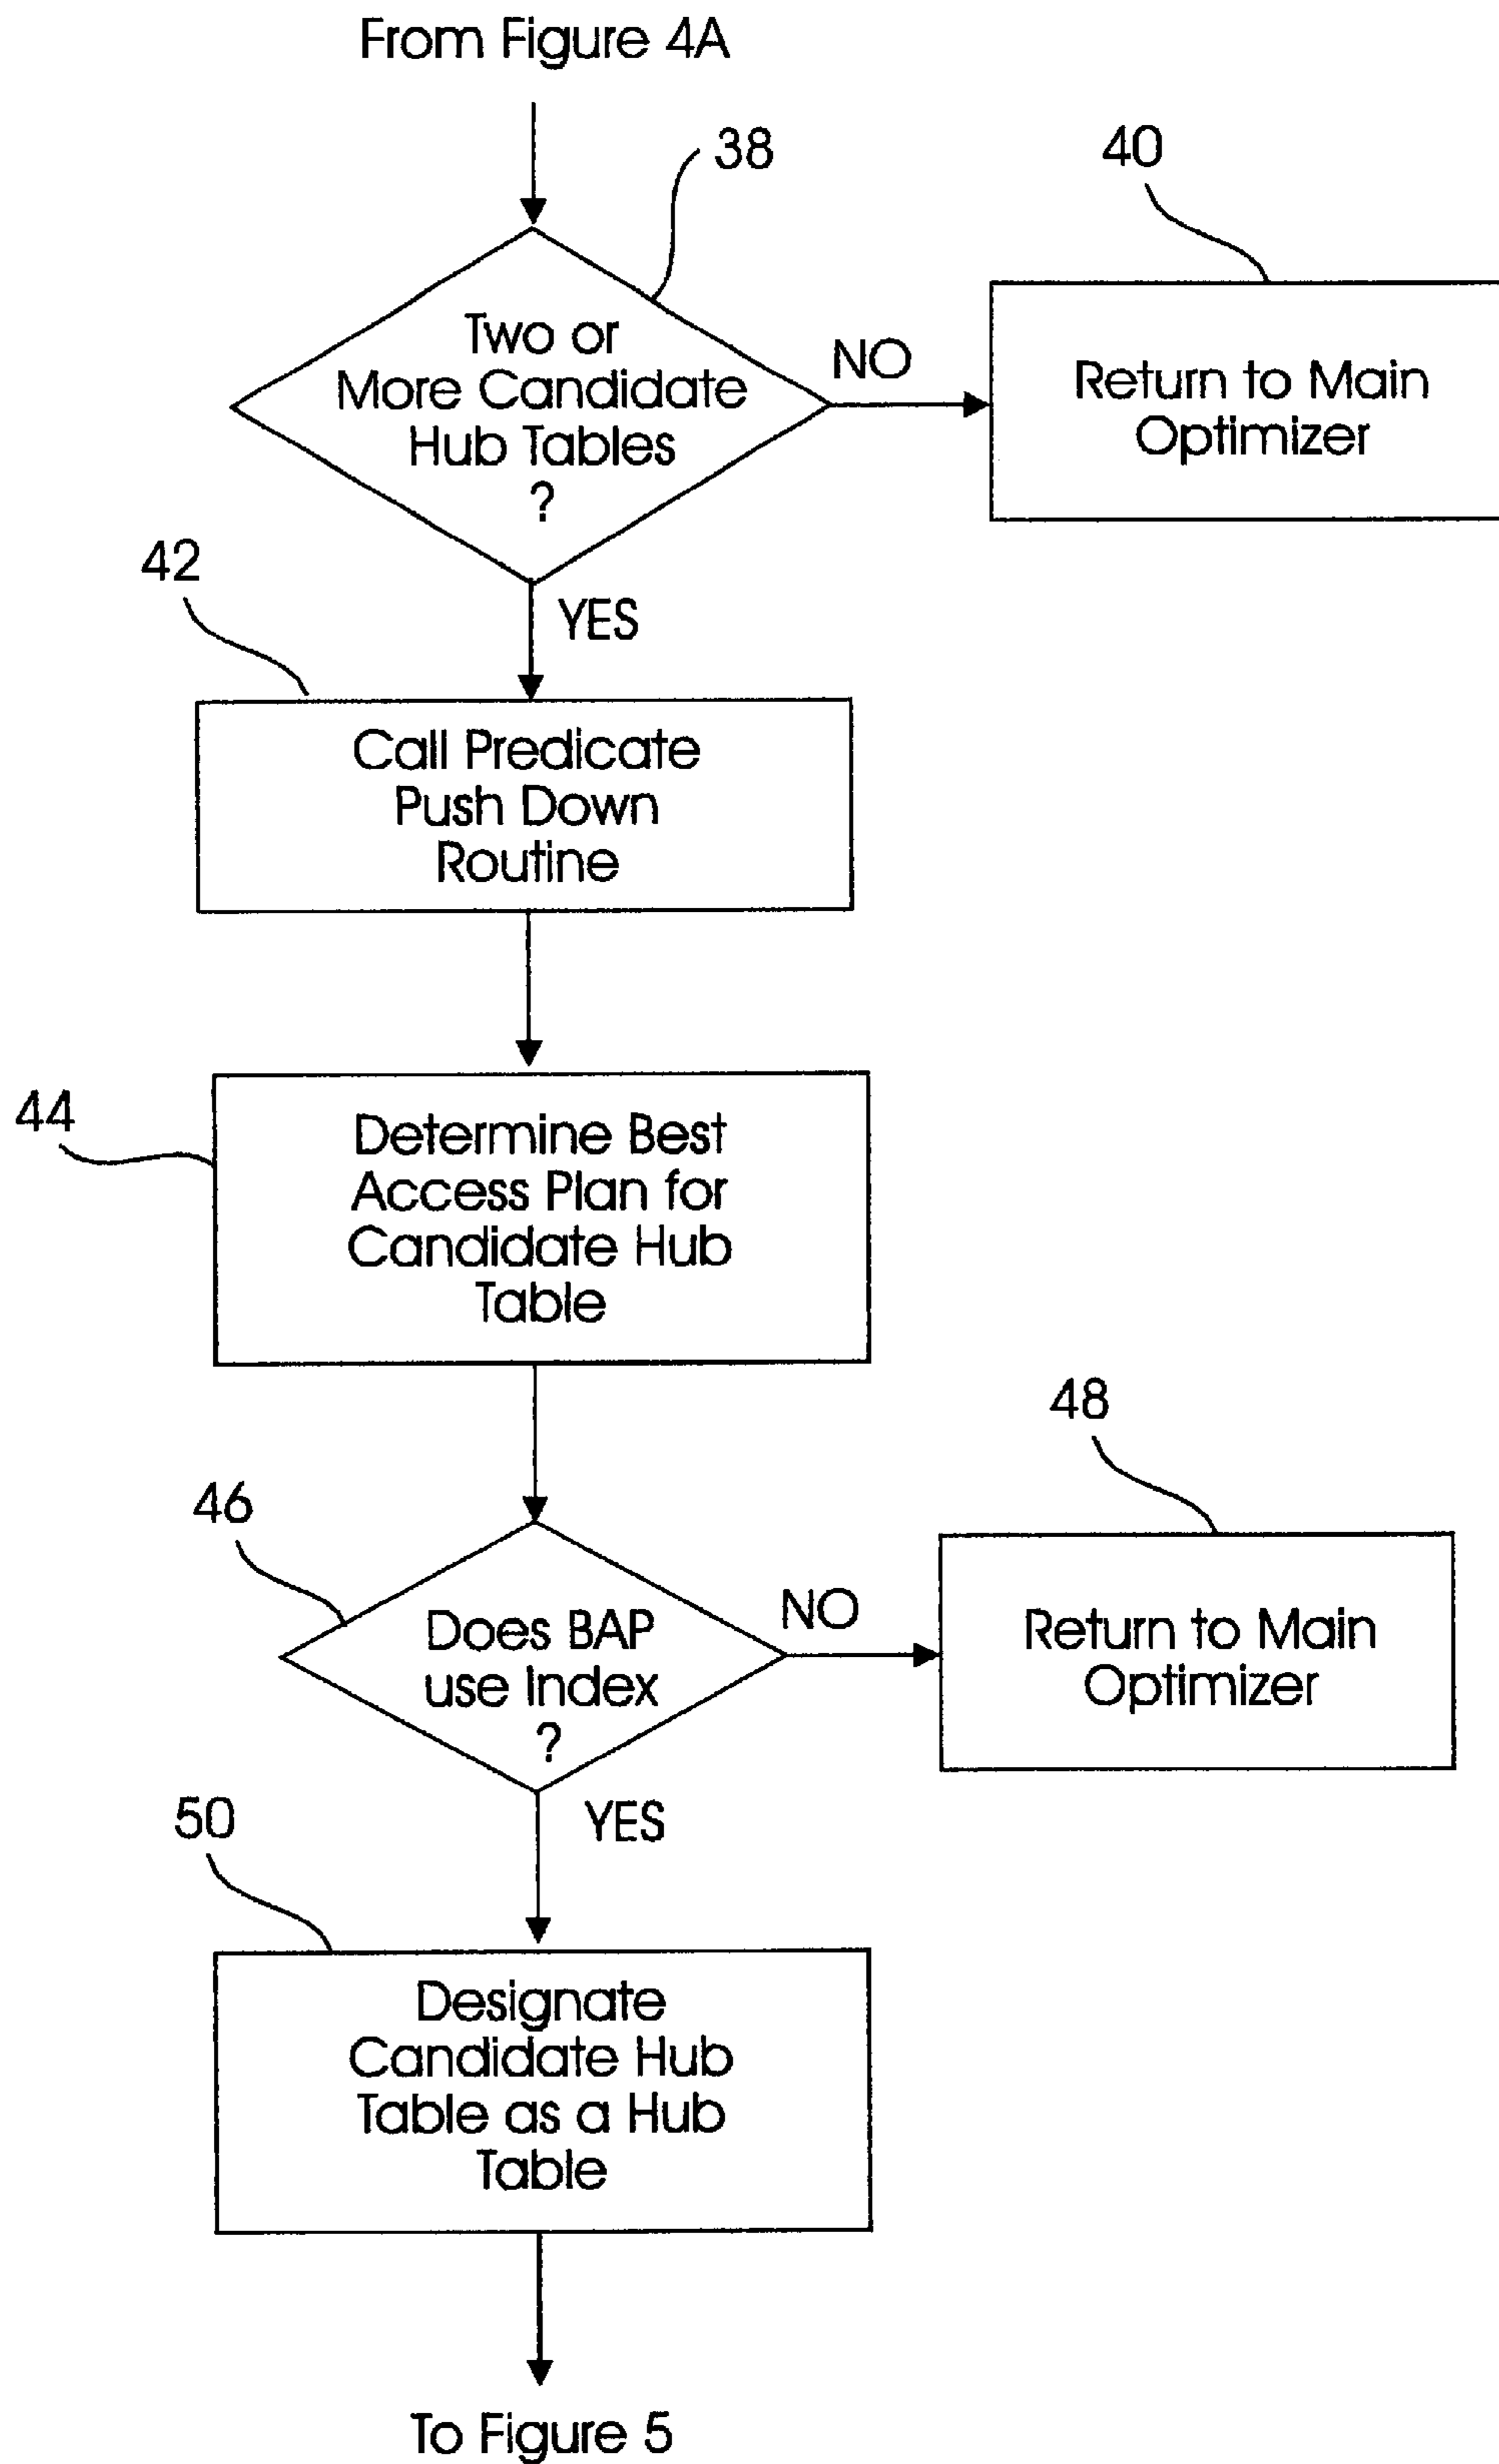 From Figure 4A
38
40
Two or
More Candidate
Hub Tables
?
NO
Return to Main
Optimizer
42
YES
Call Predicate
Push Down
Routine
44
Determine Best
Access Plan for
Candidate Hub
Table
46
48
Does BAP
use Index
?
NO
Return to Main
Optimizer
50
YES
Designate
Candidate Hub
Table as a Hub
Table
To Figure 5